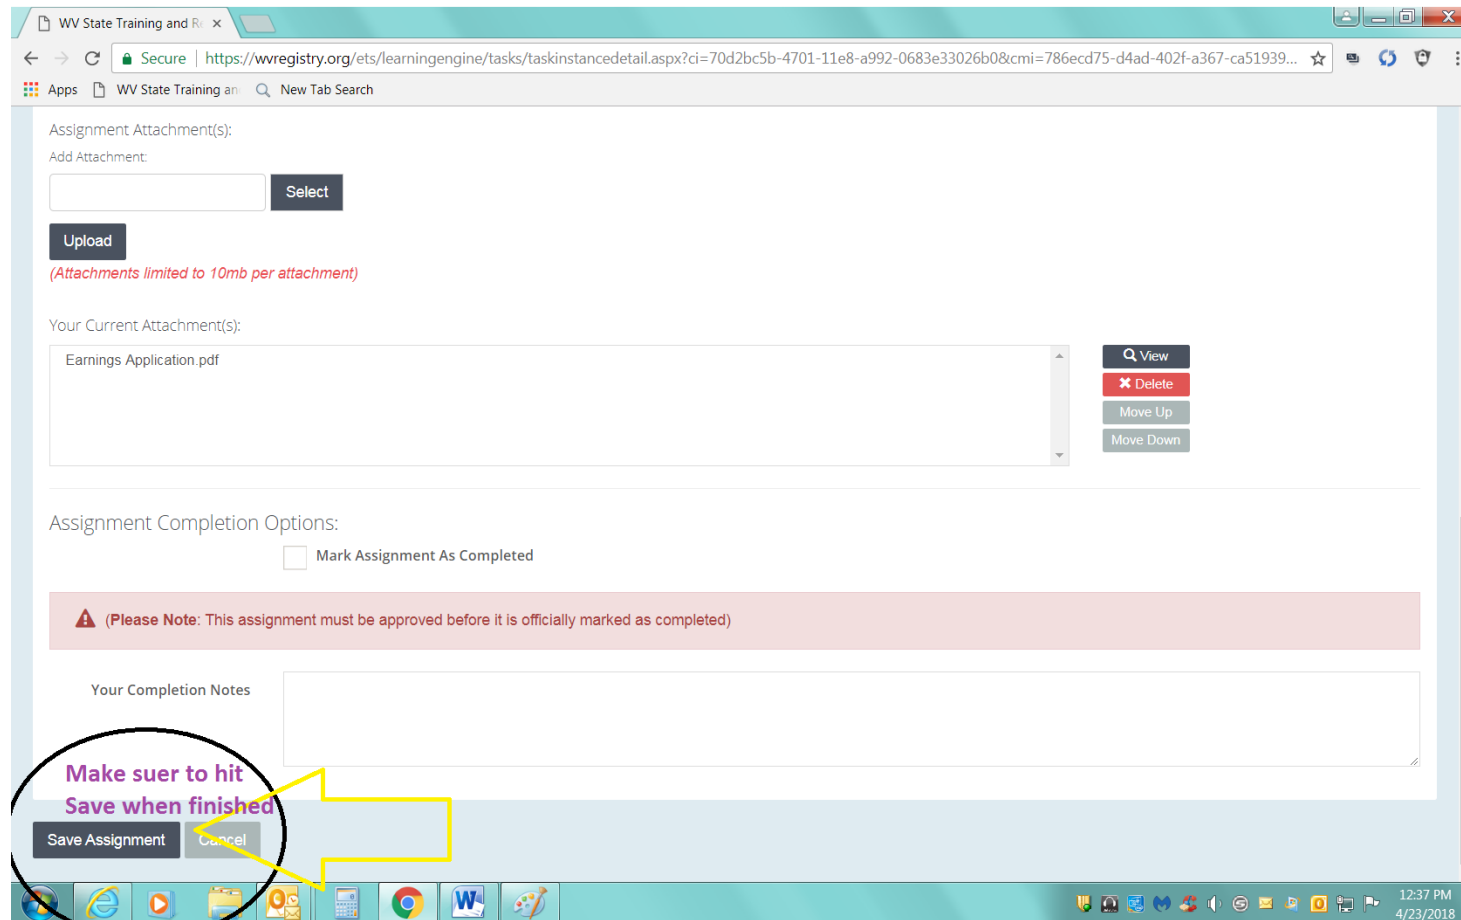 WV State Training and R
Secure | https://wvregistry.org/ets/learningengine/tasks/taskinstancedetail.aspx?ci=70d2bc5b-4701-11e8-a992-0683e33026b0&cmi=786ecd75-d4ad-402f-a367-ca51939...
Apps WV State Training an New Tab Search
Assignment Attachment(s):
Add Attachment:
Select
Upload
(Attachments limited to 10mb per attachment)
Your Current Attachment(s):
Earnings Application.pdf
View
Delete
Move Up
Move Down
Assignment Completion Options:
Mark Assignment As Completed
(Please Note: This assignment must be approved before it is officially marked as completed)
Your Completion Notes
Make suer to hit
Save when finished
Save Assignment Cancel
12:37 PM
4/23/2018